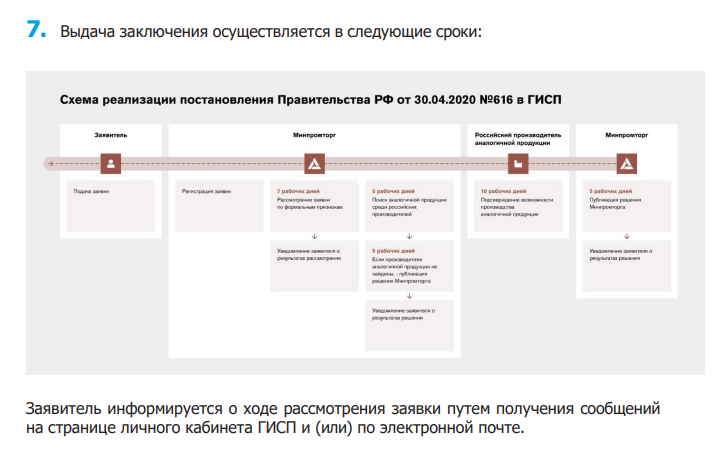 7. Выдача заключения осуществляется в следующие сроки:
Схема реализации постановления Правительства РФ от 30.04.2020 №616 в ГИСП
Заявитель
Подача заявки
Минпромторг
Регистрация заявки
7 рабочих дней
Рассмотрение заявки
по формальным признакам
Уведомление заявителя о
результатах рассмотрения
5 рабочих дней
Поиск аналогичной продукции
среди российских
производителей
5 рабочих дней
Если производители
аналогичной продукции не
найдены, - публикация
решения Минпромторга
Уведомление заявителя о
результатах решения
Российский производитель
аналогичной продукции
10 рабочих дней
Подтверждение возможности
производства
аналогичной продукции
Минпромторг
5 рабочих дней
Публикация решения
Минпромторга
Уведомление заявителя о
результатах решения
Заявитель информируется о ходе рассмотрения заявки путем получения сообщений
на странице личного кабинета ГИСП и (или) по электронной почте.